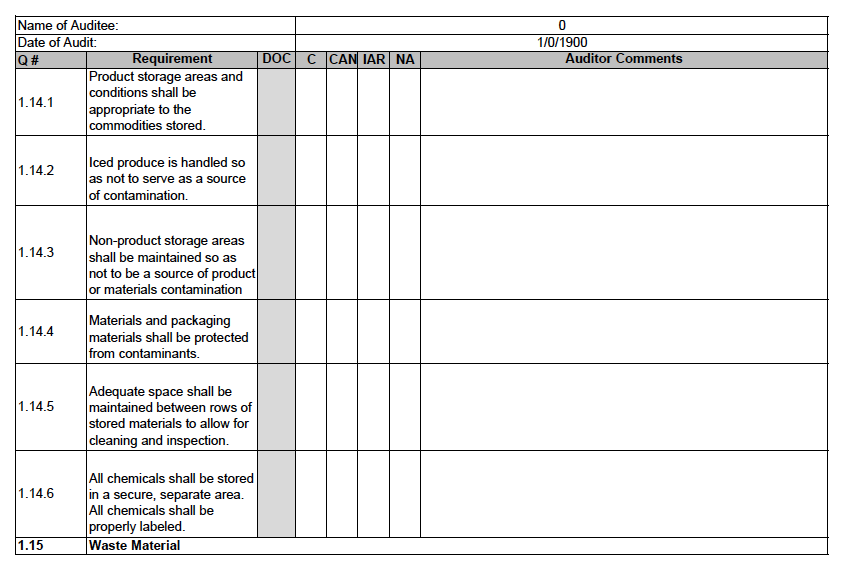 Name of Auditee: 0
Date of Audit: 1/0/1900
Q # Requirement DOC C CAN IAR NA Auditor Comments
1.14.1
Product storage areas and
conditions shall be
appropriate to the
commodities stored.
1.14.2
Iced produce is handled so
as not to serve as a source
of contamination.
1.14.3
Non-product storage areas
shall be maintained so as
not to be a source of product
or materials contamination
1.14.4
Materials and packaging
materials shall be protected
from contaminants.
1.14.5
Adequate space shall be
maintained between rows of
stored materials to allow for
cleaning and inspection.
1.14.6
All chemicals shall be stored
in a secure, separate area.
All chemicals shall be
properly labeled.
1.15 Waste Material